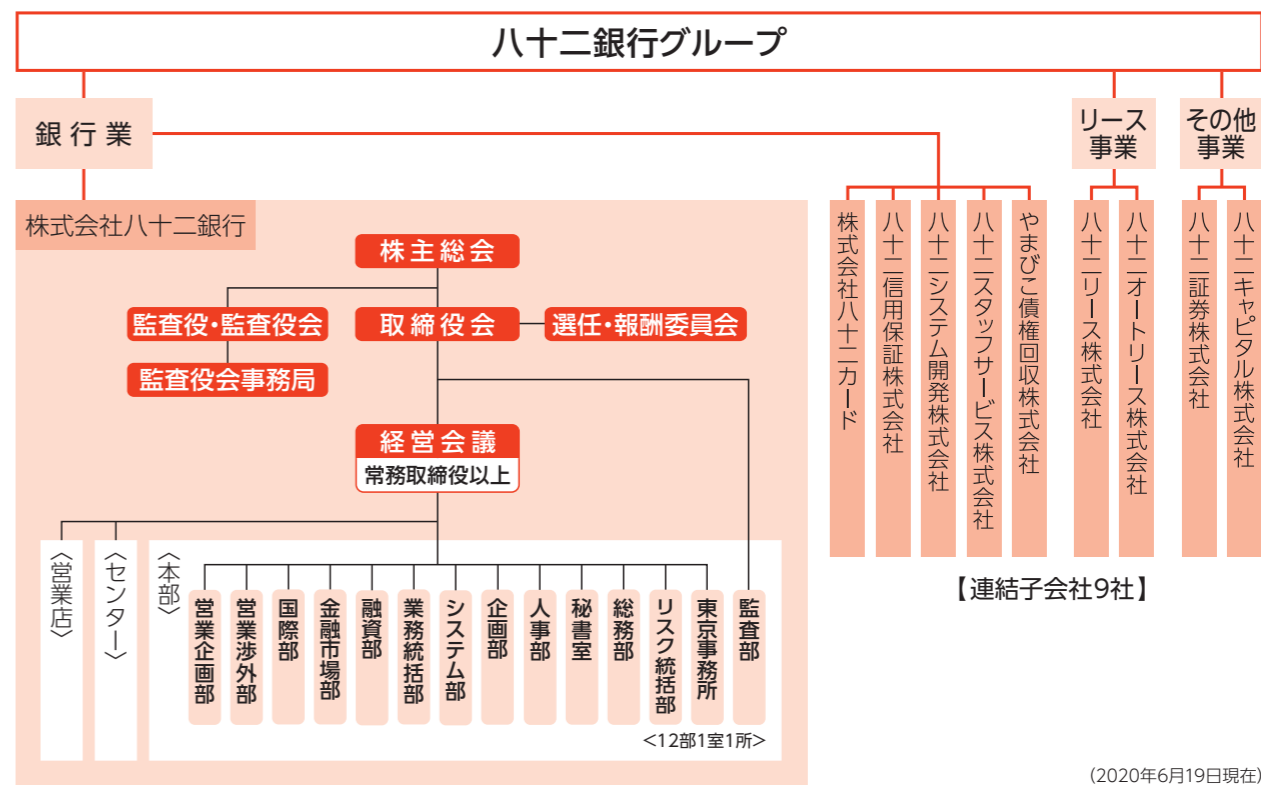 八十二銀行グループ
銀行業
リース
事業
その他
事業
株式会社八十二銀行
株主総会
監査役・監査役会
取締役会
選任・報酬委員会
監査役会事務局
経営会議
常務取締役以上
〈営業店〉
〈センター〉
〈本部〉
営業企画部
営業渉外部
国際部
金融市場部
融資部
業務統括部
システム部
企画部
人事部
秘書室
総務部
リスク統括部
東京事務所
監査部
<12部1室1所>
株式会社八十二カード
八十二信用保証株式会社
八十二システム開発株式会社
八十二スタッフサービス株式会社
やまびこ債権回収株式会社
八十二リース株式会社
八十二オートリース株式会社
八十二証券株式会社
八十二キャピタル株式会社
【連結子会社9社】
(2020年6月19日現在)